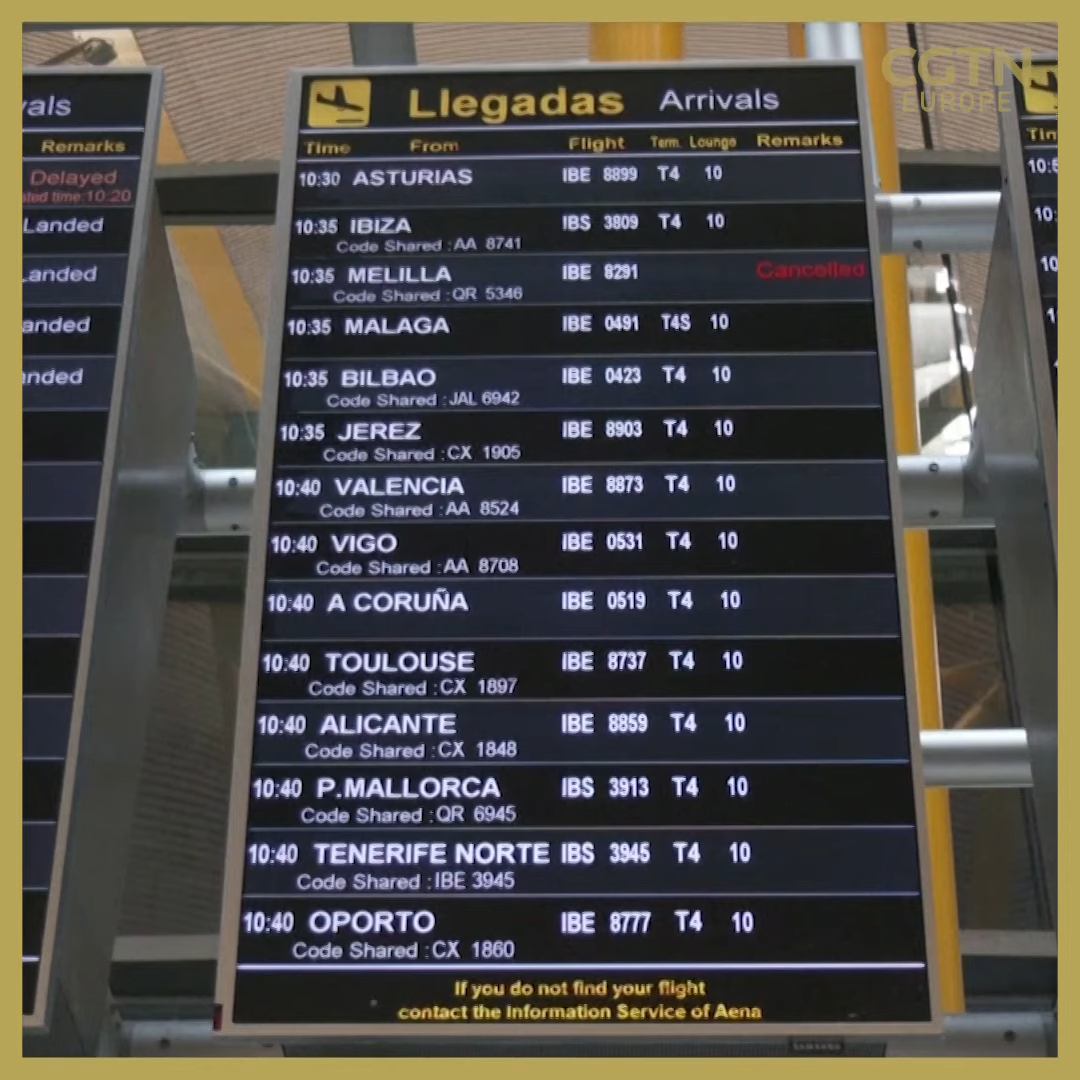 CGTN
EUROPE
vals
Remarks
Delayed
10:20
Landed
Llegadas Arrivals
Time From Flight Term. Lounge Remarks
10:30 ASTURIAS IBE 8899 T4 10
10:35 IBIZA IBS 3809 T4 10
Code Shared :AA 8741
10:35 MELILLA IBE 8291 Cancelled
Code Shared :QR 5346
10:35 MALAGA IBE 0491 T4S 10
10:35 BILBAO IBE 0423 T4 10
Code Shared :JAL 6942
10:35 JEREZ IBE 8903 T4 10
Code Shared :CX 1905
10:40 VALENCIA IBE 8873 T4 10
Code Shared :AA 8524
10:40 VIGO IBE 0531 T4 10
Code Shared :AA 8708
10:40 A CORUÑA IBE 0519 T4 10
10:40 TOULOUSE IBE 8737 T4 10
Code Shared :CX 1897
10:40 ALICANTE IBE 8859 T4 10
Code Shared :CX 1848
10:40 P.MALLORCA IBS 3913 T4 10
Code Shared :QR 6945
10:40 TENERIFE NORTE IBS 3945 T4 10
Code Shared :IBE 3945
10:40 OPORTO IBE 8777 T4 10
Code Shared :CX 1860
If you do not find your flight
contact the Information Service of Aena